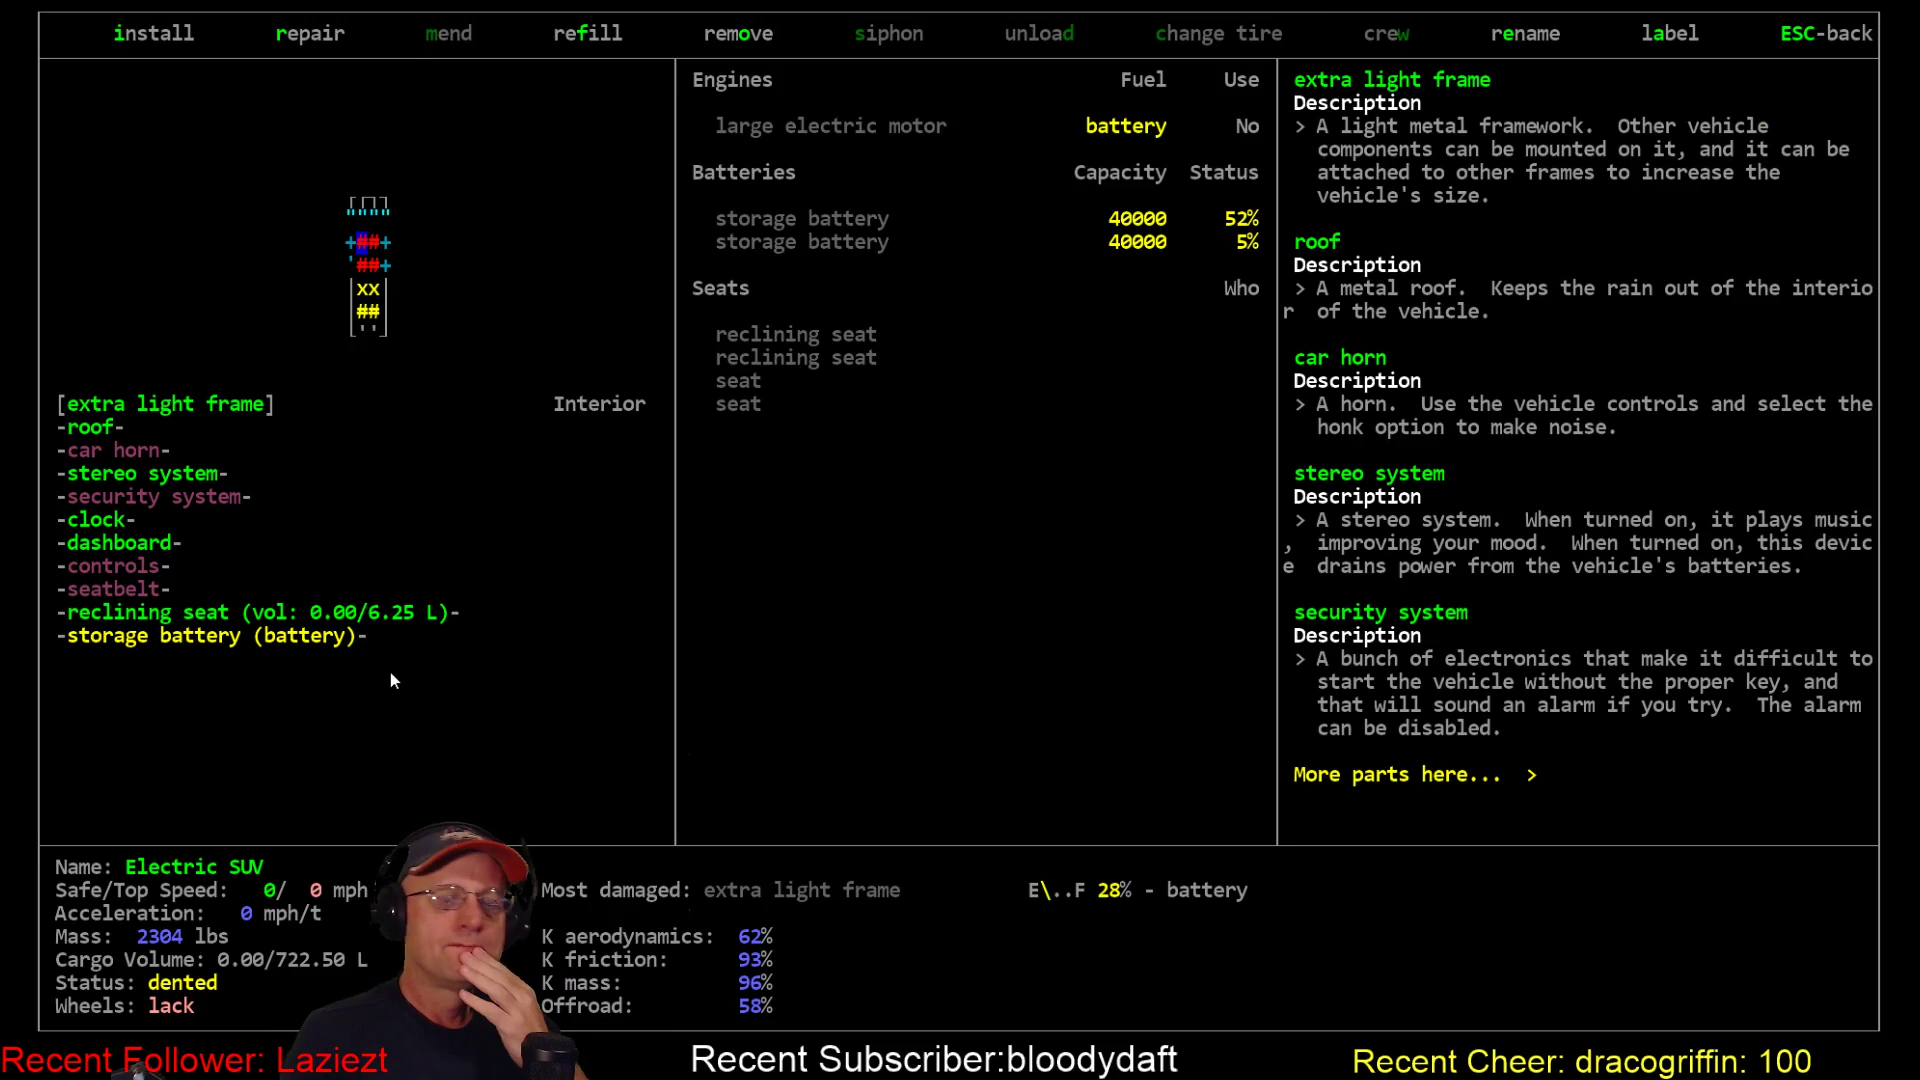 install repair mend refill remove siphon unload change tire crew rename label ESC-back
Engines Fuel Use
large electric motor battery No
Batteries Capacity Status
storage battery 40000 52%
storage battery 40000 5%
Seats Who
reclining seat
reclining seat
seat
seat
+##+
'##+
xx
##
' '
[extra light frame] Interior
-roof-
-car horn-
-stereo system-
-security system-
-clock-
-dashboard-
-controls-
-seatbelt-
-reclining seat (vol: 0.00/6.25 L)-
-storage battery (battery)-
extra light frame
Description
> A light metal framework.  Other vehicle
components can be mounted on it, and it can be
attached to other frames to increase the
vehicle's size.
roof
Description
> A metal roof.  Keeps the rain out of the interio
r  of the vehicle.
car horn
Description
> A horn.  Use the vehicle controls and select the
honk option to make noise.
stereo system
Description
> A stereo system.  When turned on, it plays music
,  improving your mood.  When turned on, this devic
e  drains power from the vehicle's batteries.
security system
Description
> A bunch of electronics that make it difficult to
start the vehicle without the proper key, and
that will sound an alarm if you try.  The alarm
can be disabled.
More parts here...  >
Name: Electric SUV
Safe/Top Speed: 0/ 0 mph
Acceleration: 0 mph/t
Mass: 2304 lbs
Cargo Volume: 0.00/722.50 L
Status: dented
Wheels: lack
Most damaged: extra light frame
K aerodynamics: 62%
K friction: 93%
K mass: 96%
Offroad: 58%
E\..F 28% - battery
Recent Follower: Laziezt
Recent Subscriber:bloodydaft
Recent Cheer: dracogriffin: 100